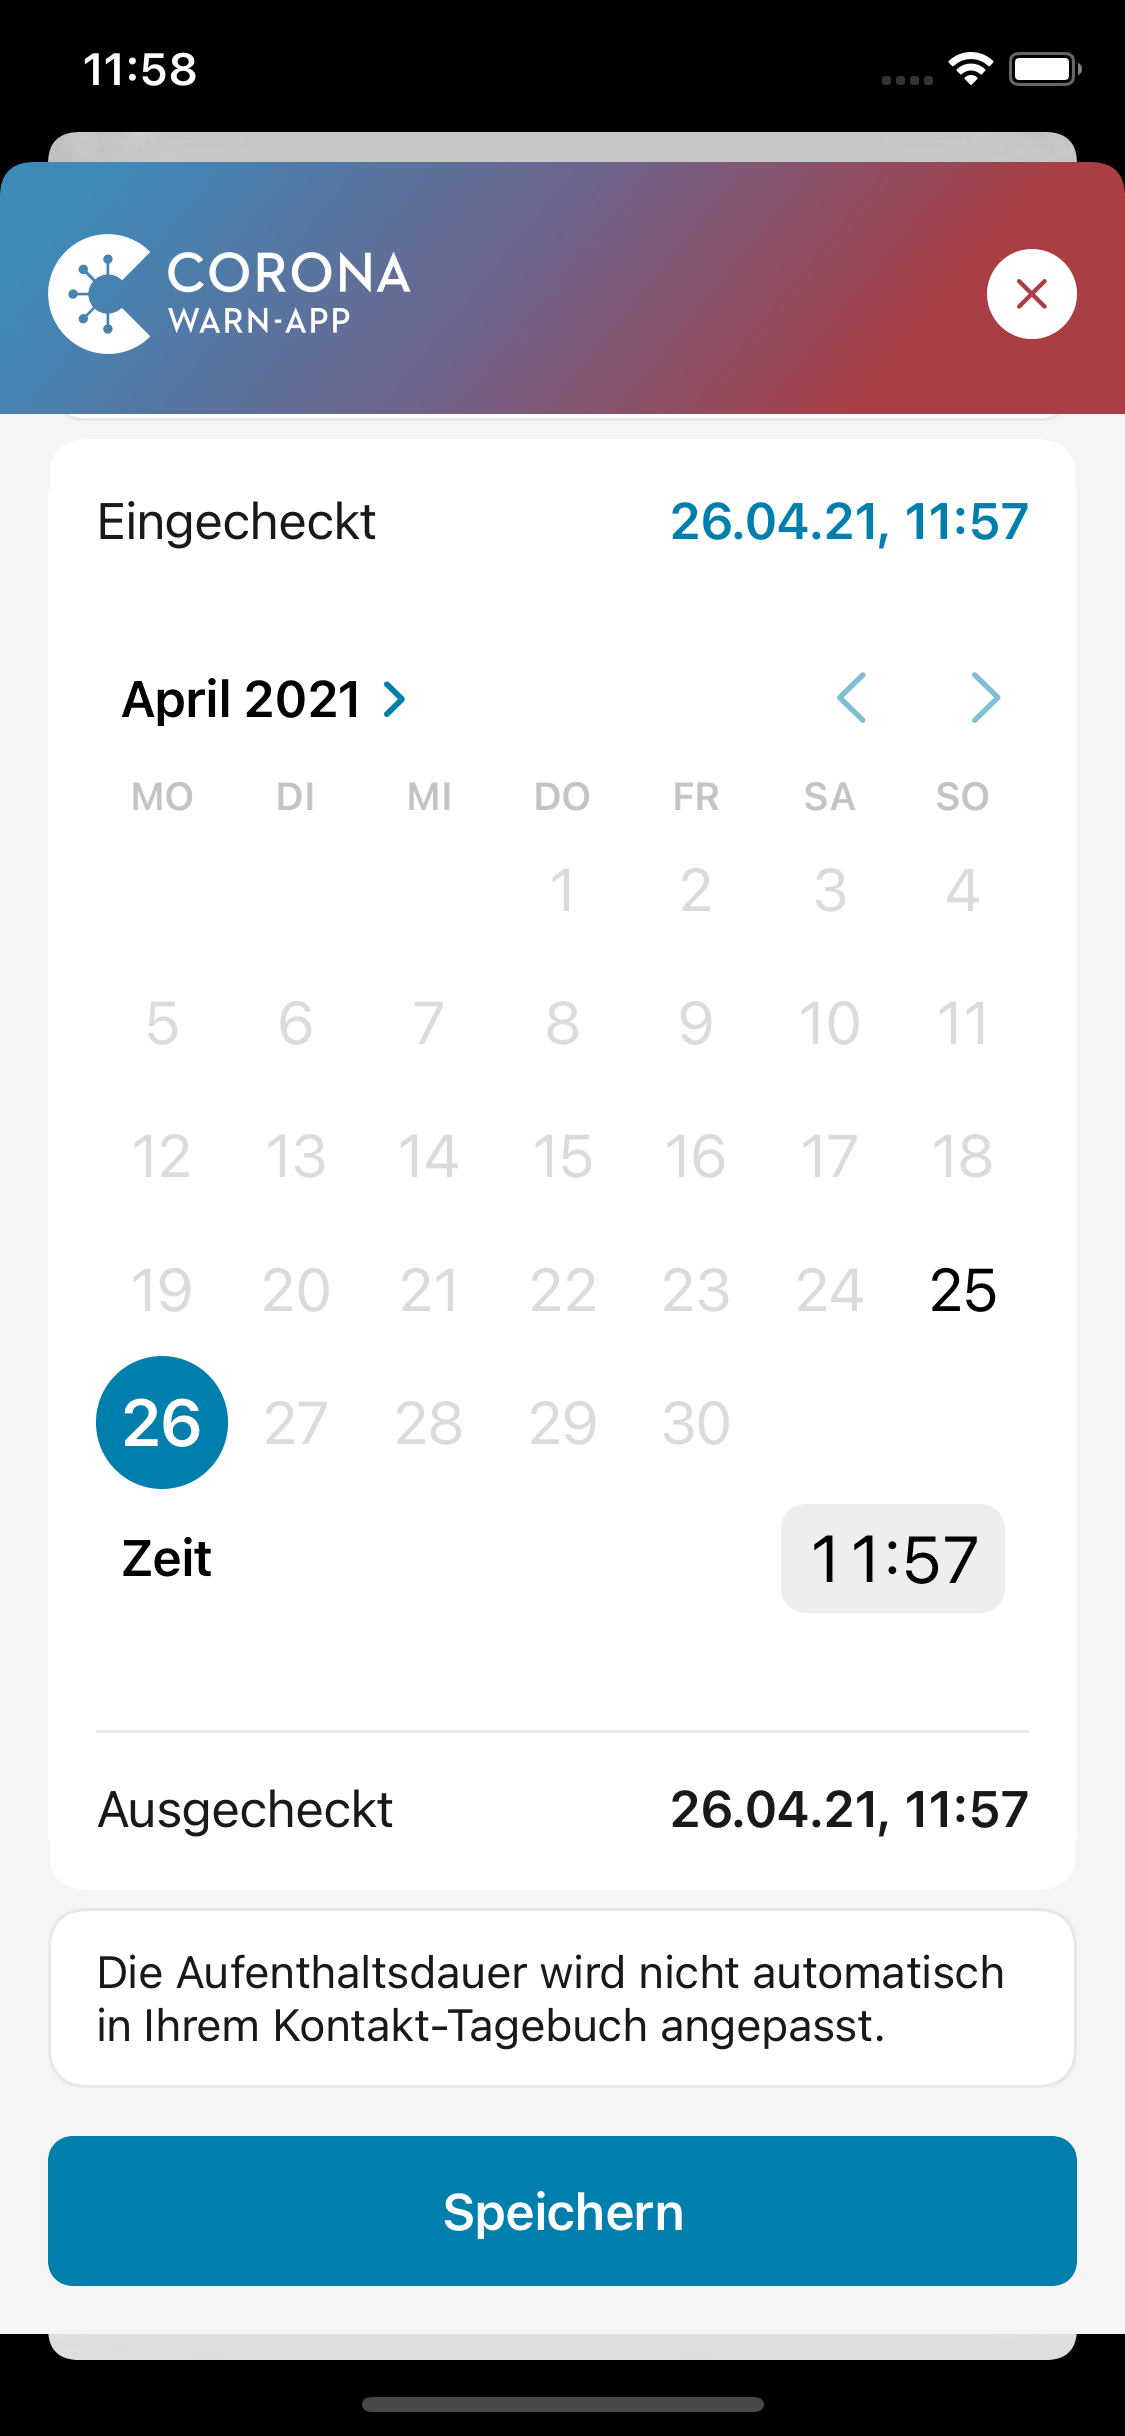 11:58
CORONA
WARN-APP
Eingecheckt 26.04.21, 11:57
April 2021
MO DI MI DO FR SA SO
1 2 3 4
5 6 7 8 9 10 11
12 13 14 15 16 17 18
19 20 21 22 23 24 25
26 27 28 29 30
Zeit 11:57
Ausgecheckt 26.04.21, 11:57
Die Aufenthaltsdauer wird nicht automatisch
in Ihrem Kontakt-Tagebuch angepasst.
Speichern